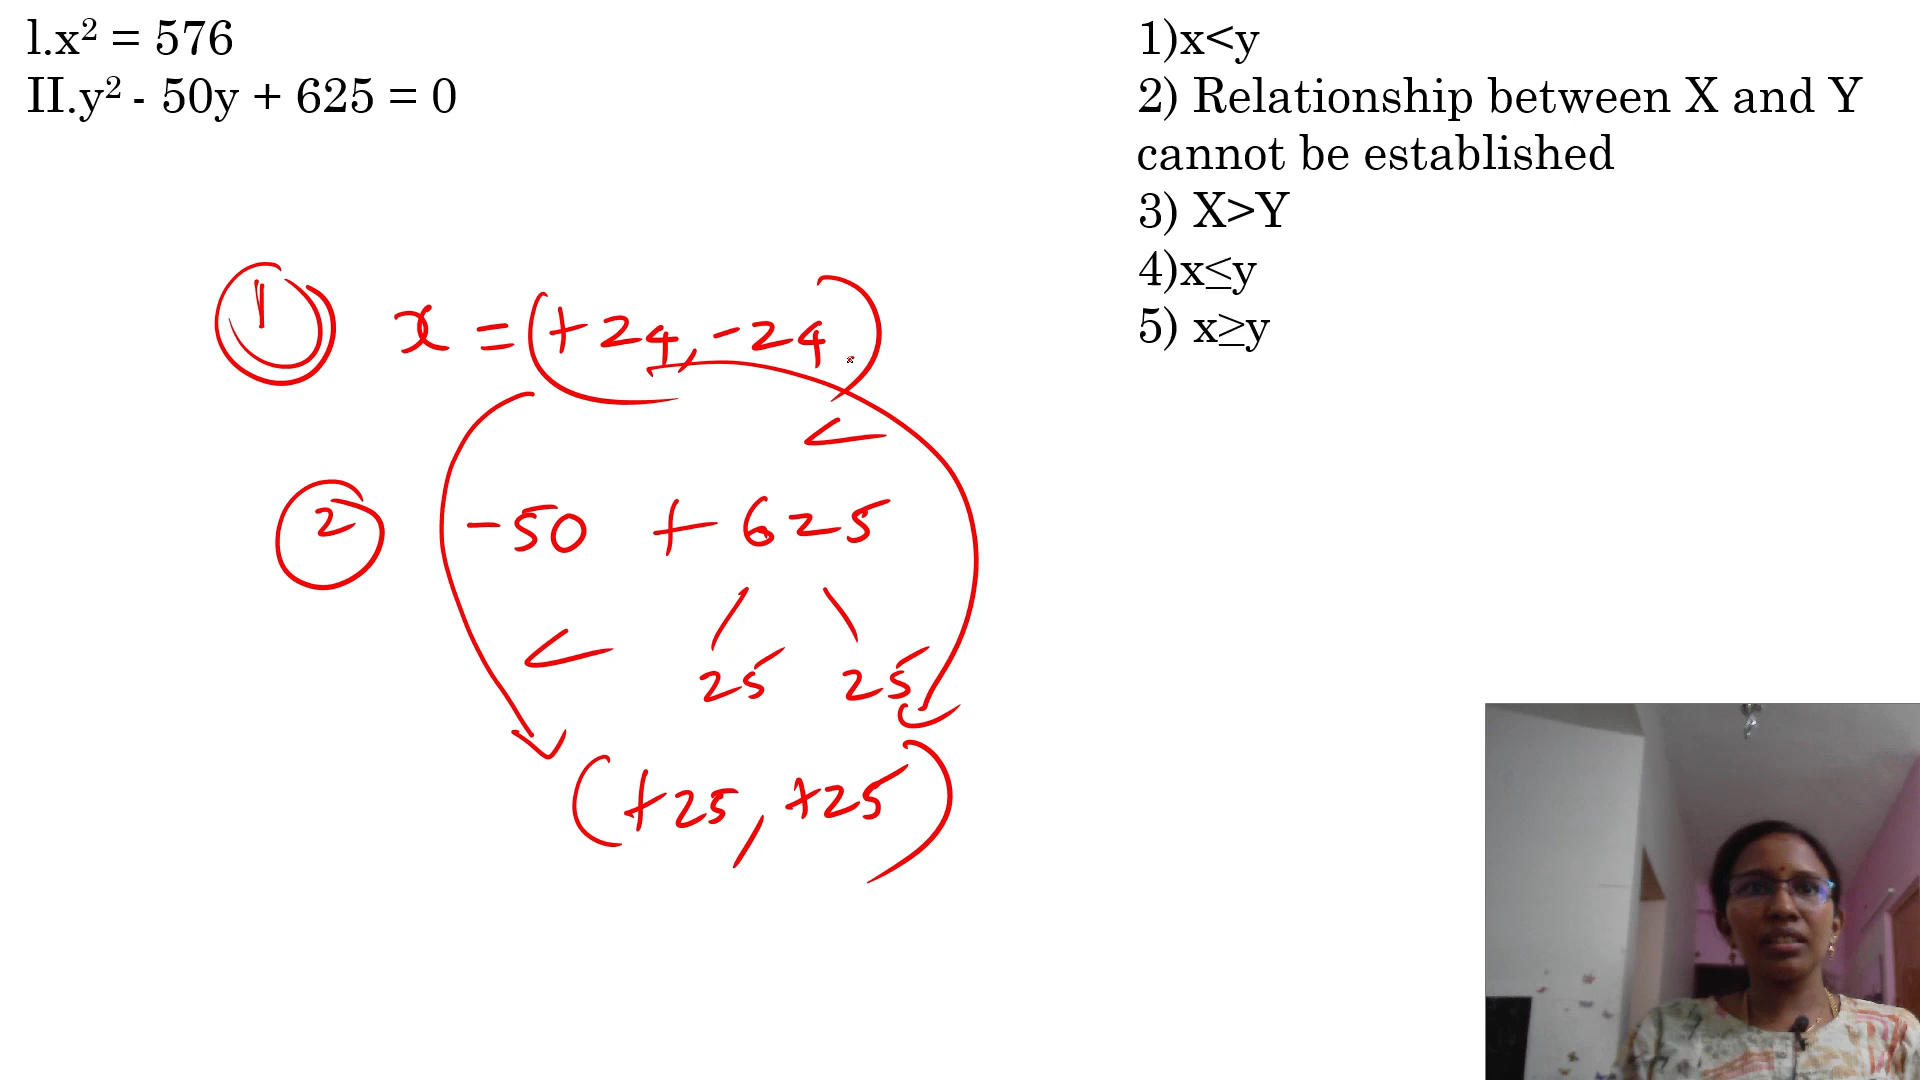 l.x² = 576
II.y² - 50y + 625 = 0
1)x<y
2) Relationship between X and Y
cannot be established
3) X>Y
4)x≤y
5) x≥y
1 x = (+24, -24)
<
2 -50 + 625
< 25 25
(+25, +25)